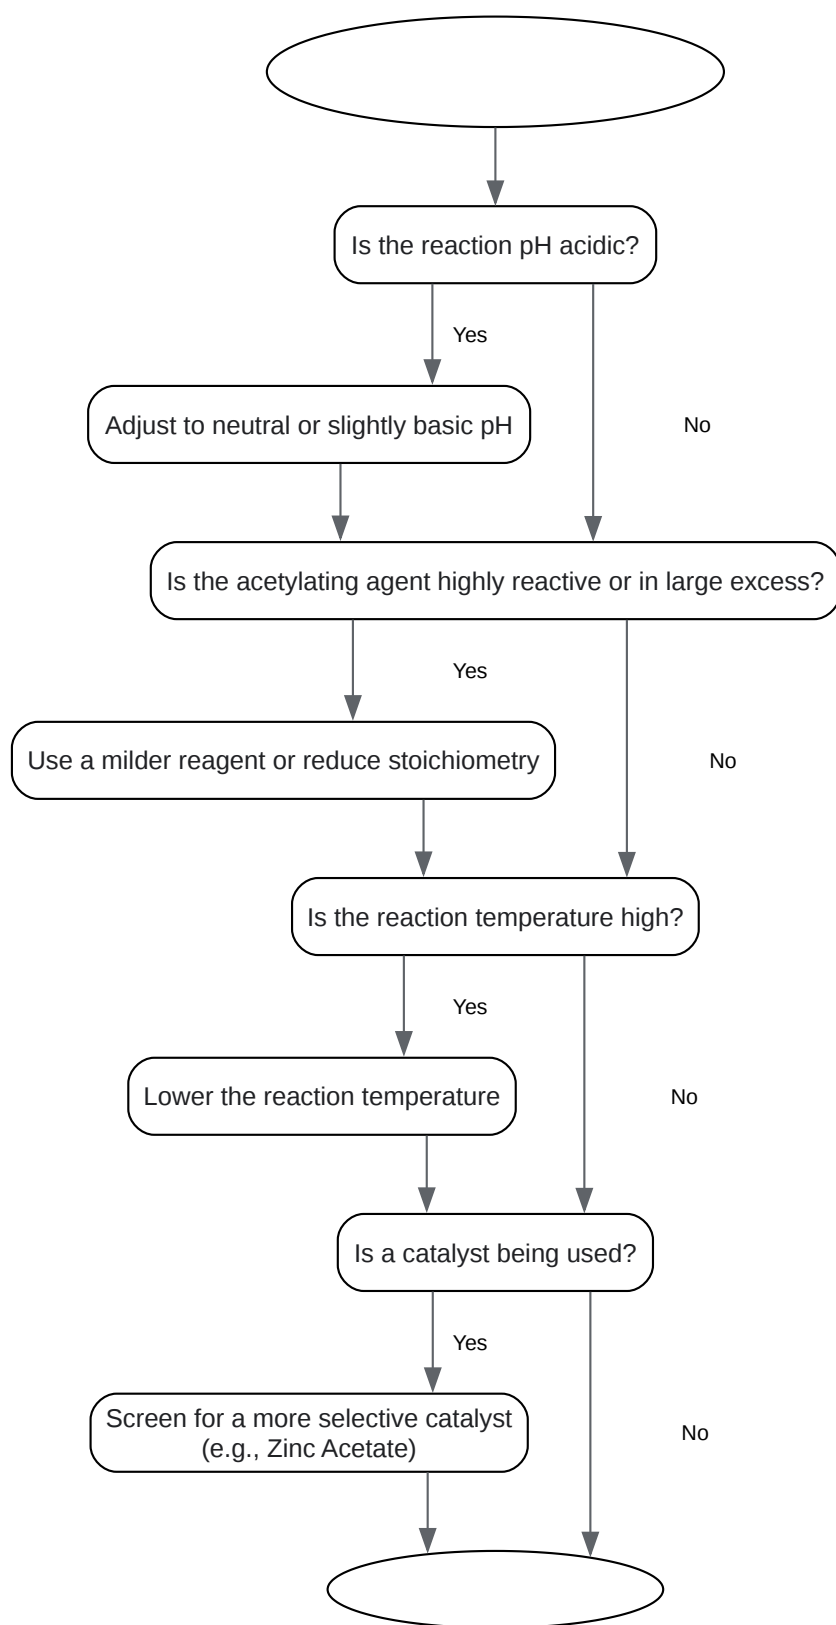 Is the reaction pH acidic?
Yes
Adjust to neutral or slightly basic pH
No
Is the acetylating agent highly reactive or in large excess?
Yes
Use a milder reagent or reduce stoichiometry
No
Is the reaction temperature high?
Yes
Lower the reaction temperature
No
Is a catalyst being used?
Yes
Screen for a more selective catalyst
(e.g., Zinc Acetate)
No